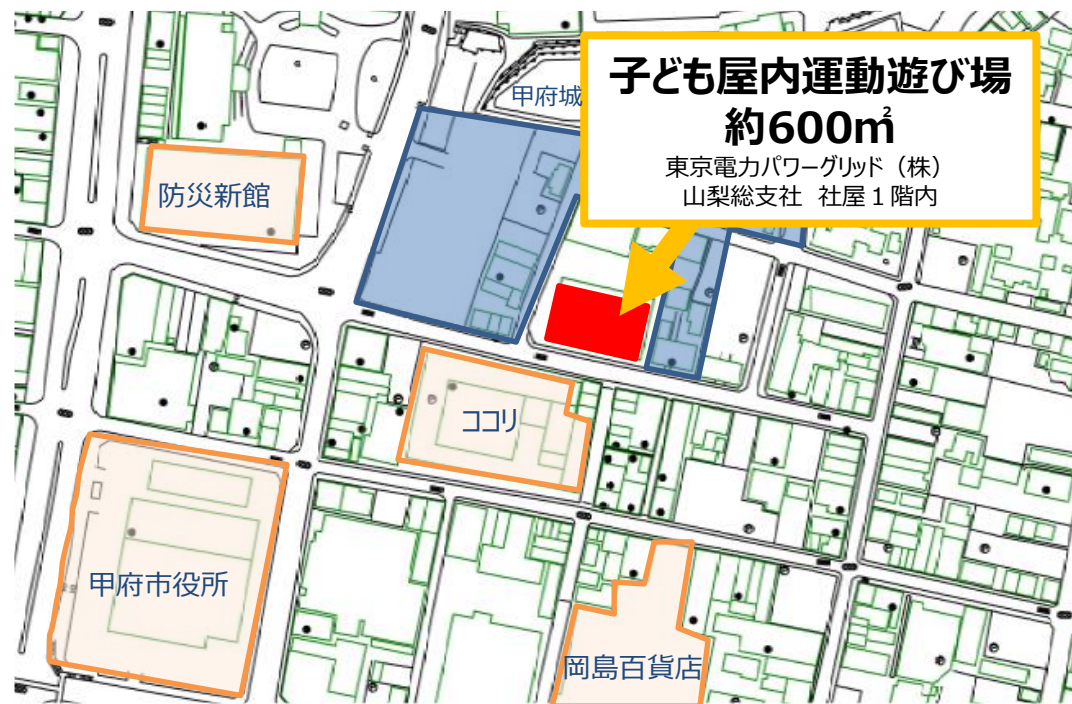 子ども屋内運動遊び場
約600㎡
東京電力パワーグリッド（株）
山梨総支社 社屋１階内
甲府城
防災新館
ココリ
甲府市役所
岡島百貨店